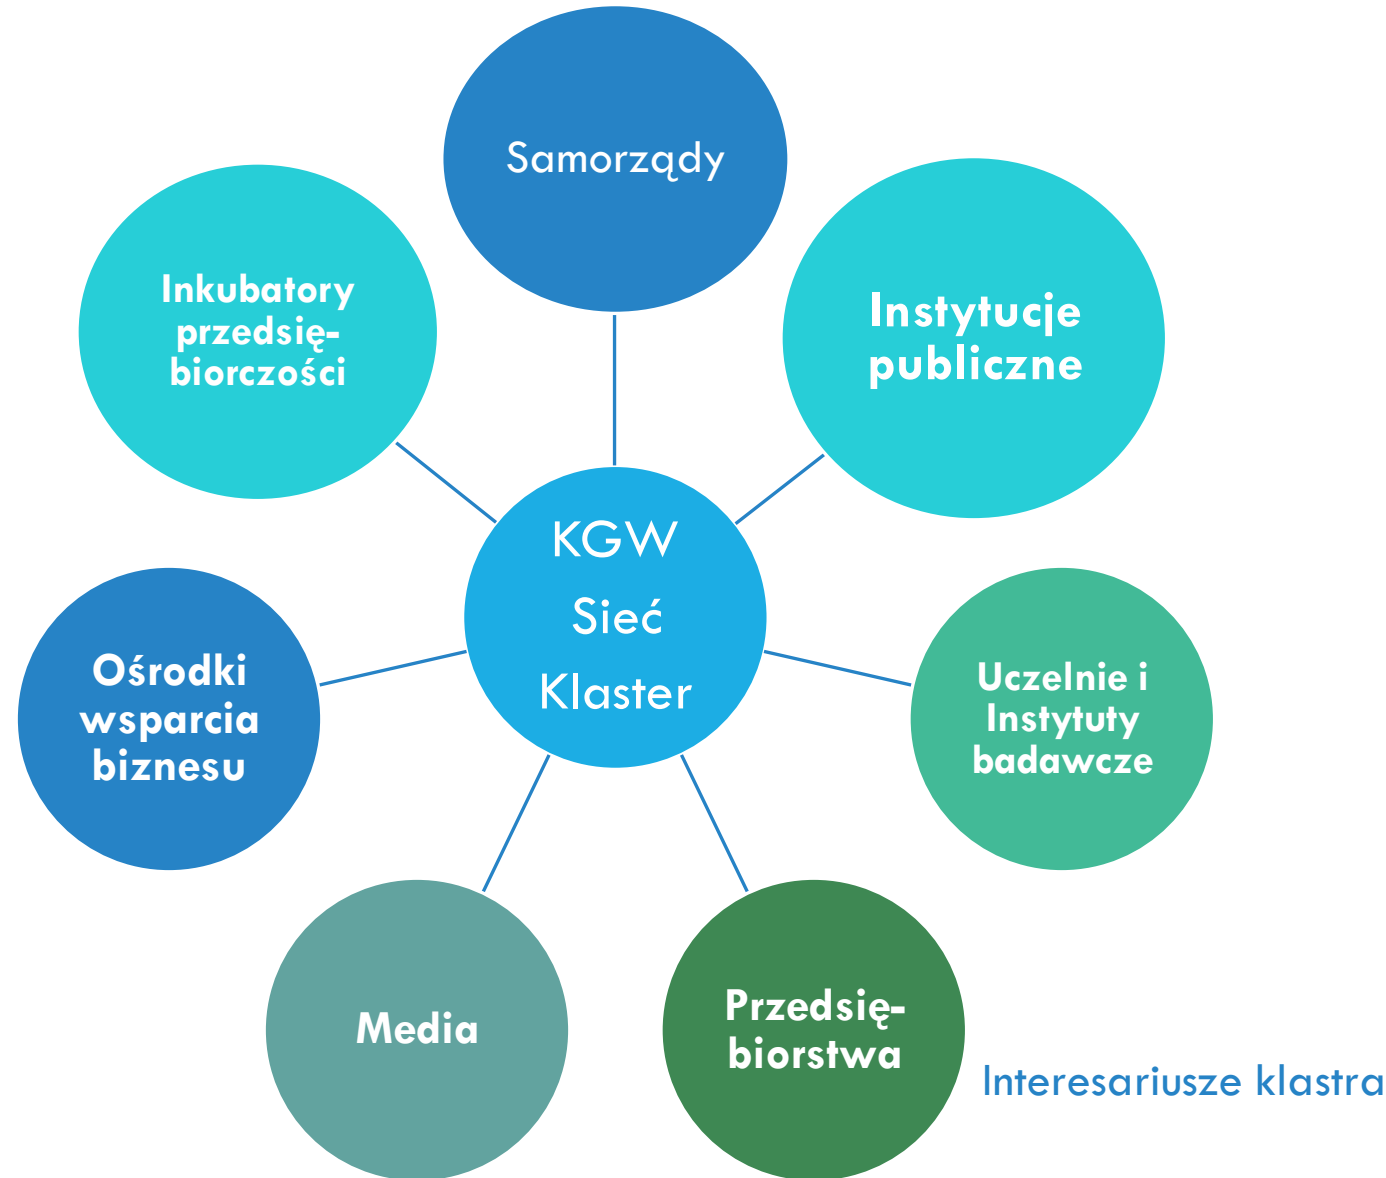 Samorządy
Inkubatory
przedsię-
biorczości
Instytucje
publiczne
KGW
Sieć
Klaster
Ośrodki
wsparcia
biznesu
Uczelnie i
Instytuty
badawcze
Media
Przedsię-
biorstwa
Interesariusze klastra